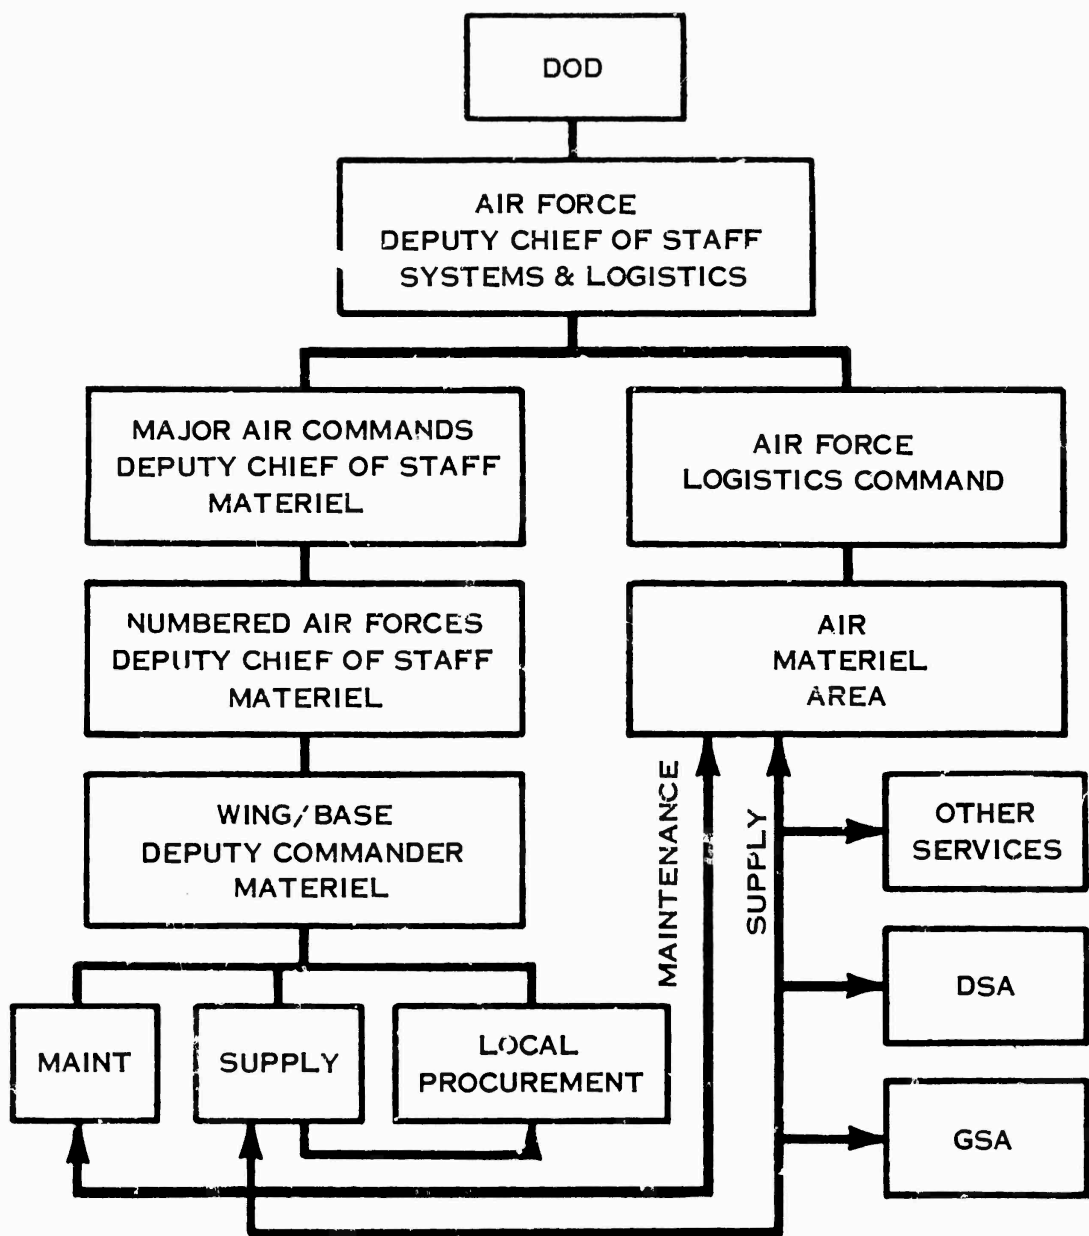 DOD
AIR FORCE
DEPUTY CHIEF OF STAFF
SYSTEMS & LOGISTICS
MAJOR AIR COMMANDS
DEPUTY CHIEF OF STAFF
MATERIEL
AIR FORCE
LOGISTICS COMMAND
NUMBERED AIR FORCES
DEPUTY CHIEF OF STAFF
MATERIEL
AIR
MATERIEL
AREA
WING/BASE
DEPUTY COMMANDER
MATERIEL
MAINTENANCE
SUPPLY
OTHER
SERVICES
DSA
GSA
MAINT
SUPPLY
LOCAL
PROCUREMENT